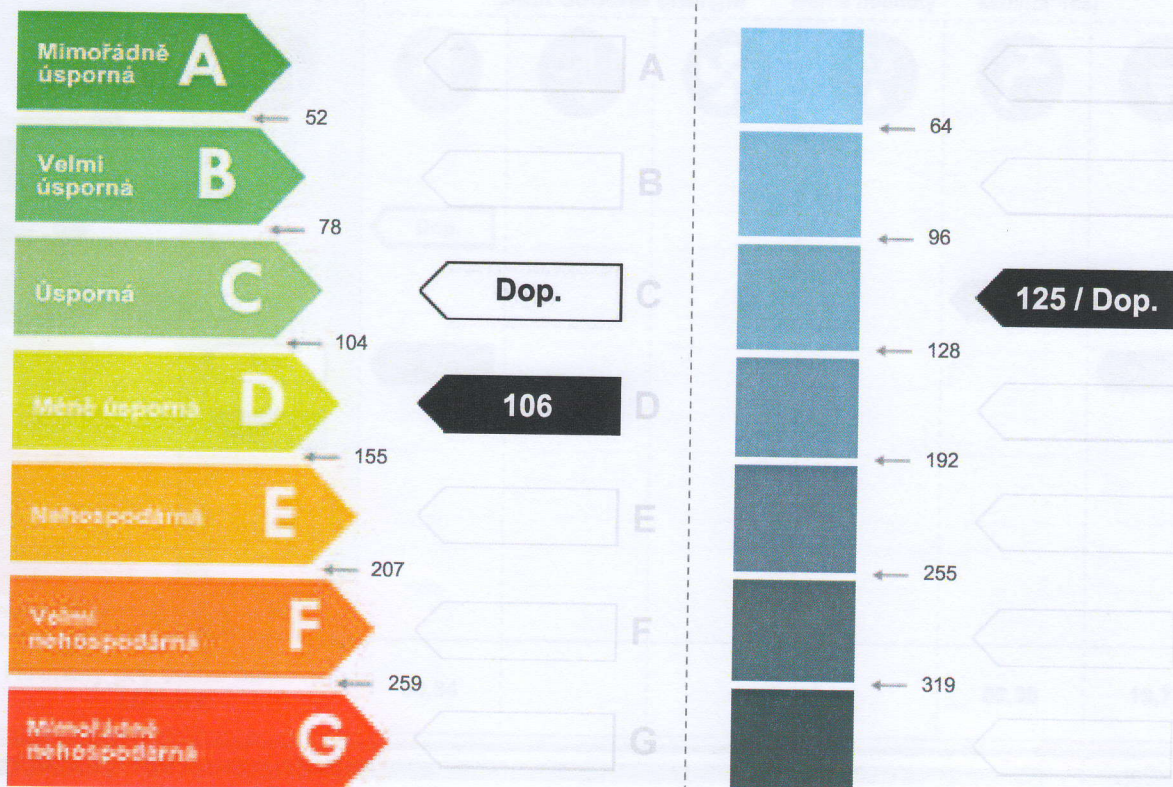 Mimořádně
úsporná
A
A
52
64
Velmi
úsporná
B
B
78
96
Úsporná
C
Dop.
C
125 / Dop.
104
128
Méně úsporná
D
106
D
155
192
Nehospodárná
E
E
207
255
Velmi
nehospodárná
F
F
259
319
Mimořádně
nehospodárná
G
G